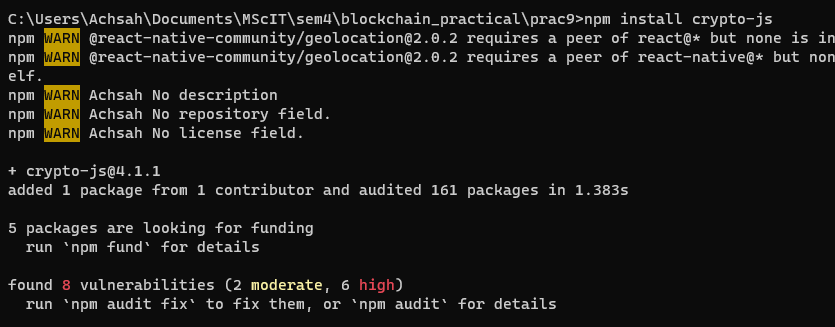 C:\Users\Achsah\Documents\MScIT\sem4\blockchain_practical\prac9>npm install crypto-js
npm WARN @react-native-community/geolocation@2.0.2 requires a peer of react@* but none is in
npm WARN @react-native-community/geolocation@2.0.2 requires a peer of react-native@* but non
elf.
npm WARN Achsah No description
npm WARN Achsah No repository field.
npm WARN Achsah No license field.

+ crypto-js@4.1.1
added 1 package from 1 contributor and audited 161 packages in 1.383s

5 packages are looking for funding
  run `npm fund` for details

found 8 vulnerabilities (2 moderate, 6 high)
  run `npm audit fix` to fix them, or `npm audit` for details